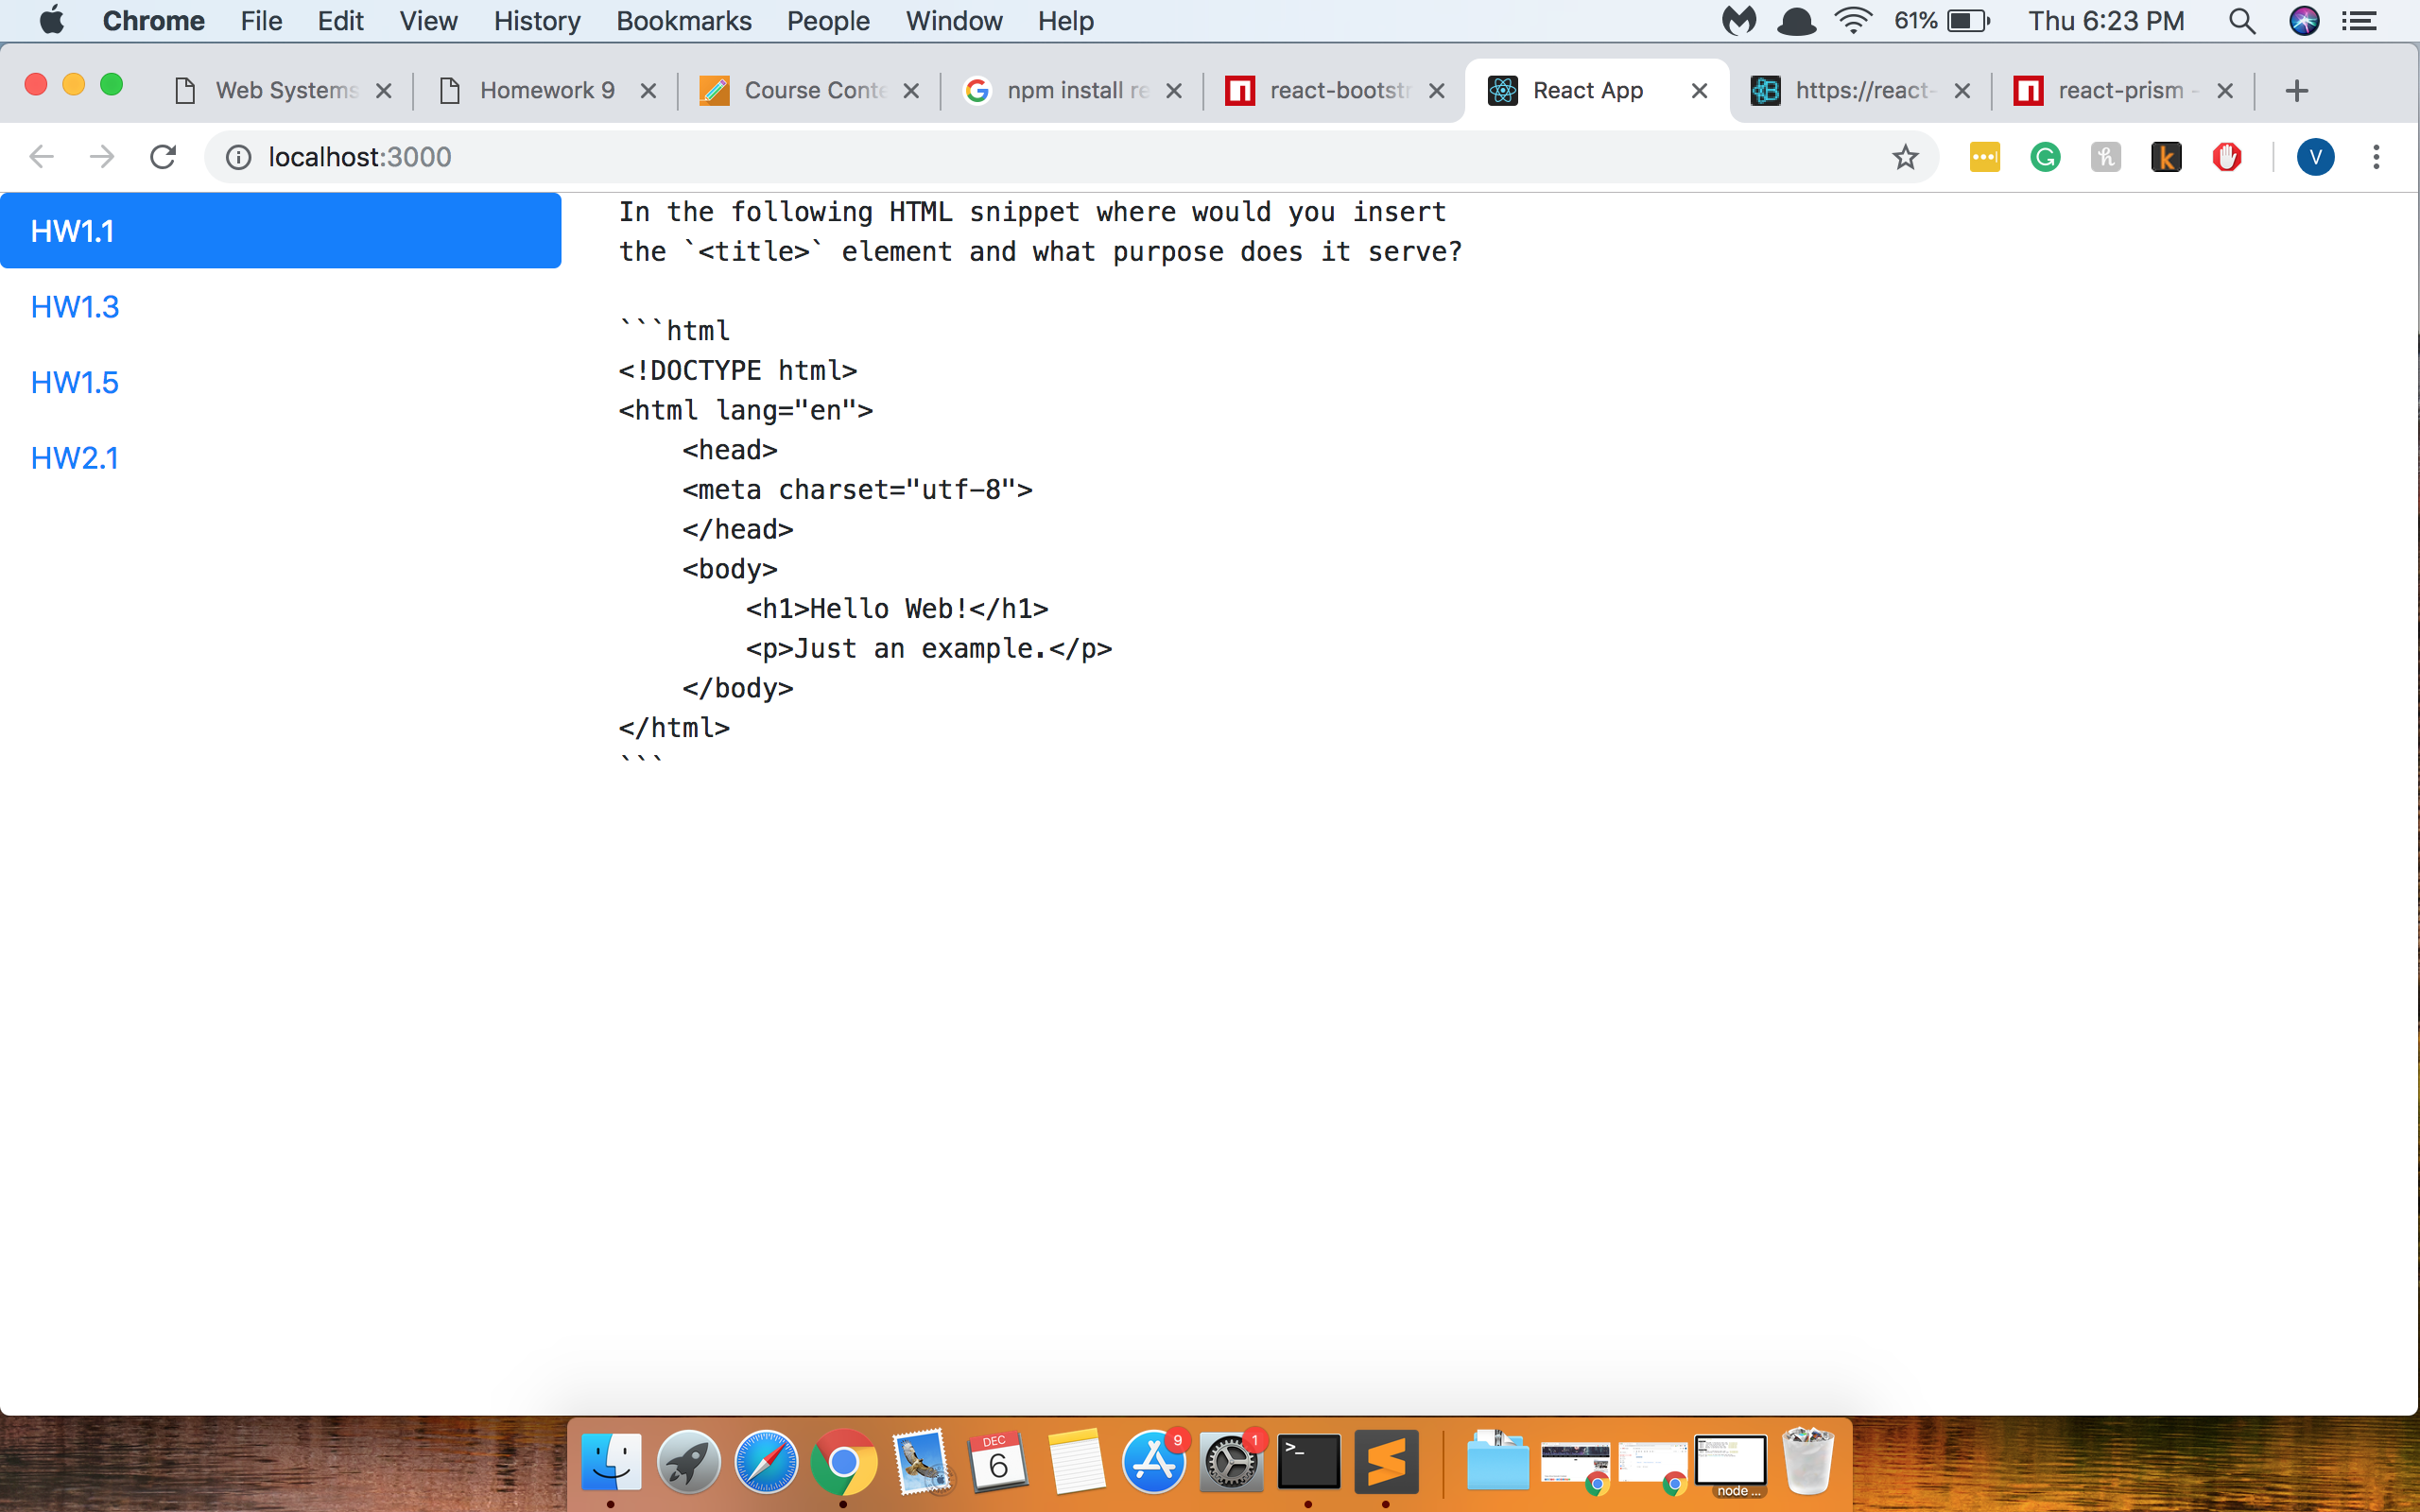 Chrome File Edit View History Bookmarks People Window Help 61% Thu 6:23 PM
Web Systems Homework 9 Course Conte npm install re react-bootstr React App https://react- react-prism -
localhost:3000 V
HW1.1
HW1.3
HW1.5
HW2.1
In the following HTML snippet where would you insert
the `<title>` element and what purpose does it serve?
```html
<!DOCTYPE html>
<html lang="en">
    <head>
    <meta charset="utf-8">
    </head>
    <body>
        <h1>Hello Web!</h1>
        <p>Just an example.</p>
    </body>
</html>
```
DEC
6
9
1
>_
node ...